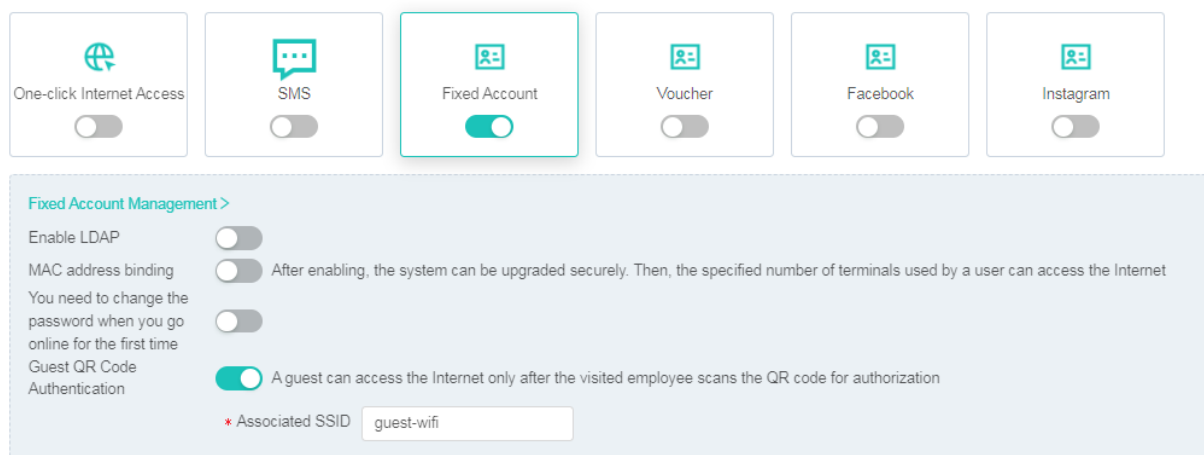 One-click Internet Access
SMS
Fixed Account
Voucher
Facebook
Instagram
Fixed Account Management >
Enable LDAP
MAC address binding
After enabling, the system can be upgraded securely. Then, the specified number of terminals used by a user can access the Internet
You need to change the
password when you go
online for the first time
Guest QR Code
Authentication
A guest can access the Internet only after the visited employee scans the QR code for authorization
* Associated SSID
guest-wifi